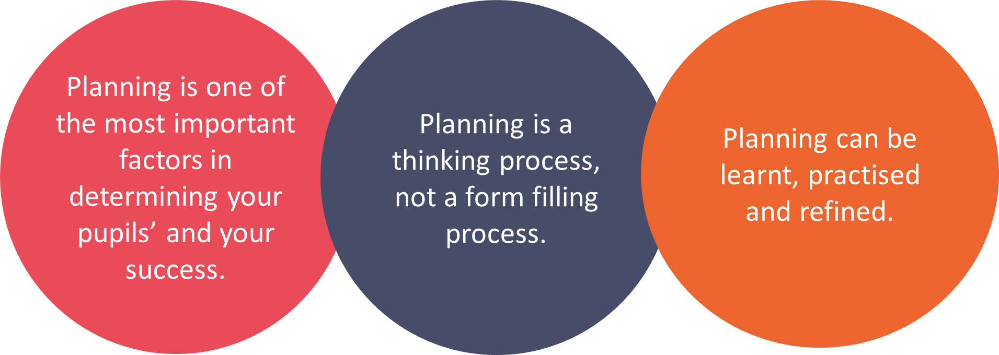 Planning is one of
the most important
factors in
determining your
pupils’ and your
success.
Planning is a
thinking process,
not a form filling
process.
Planning can be
learnt, practised
and refined.